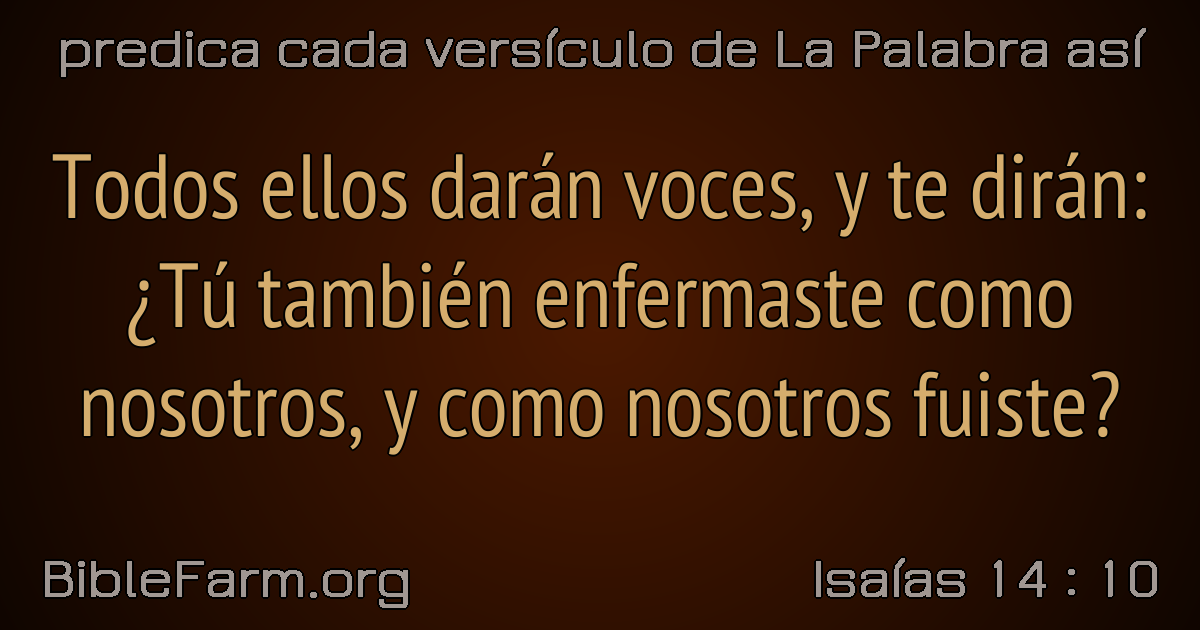 predica cada versículo de La Palabra así
Todos ellos darán voces, y te dirán:
¿Tú también enfermaste como
nosotros, y como nosotros fuiste?
BibleFarm.org
Isaías 14 : 10